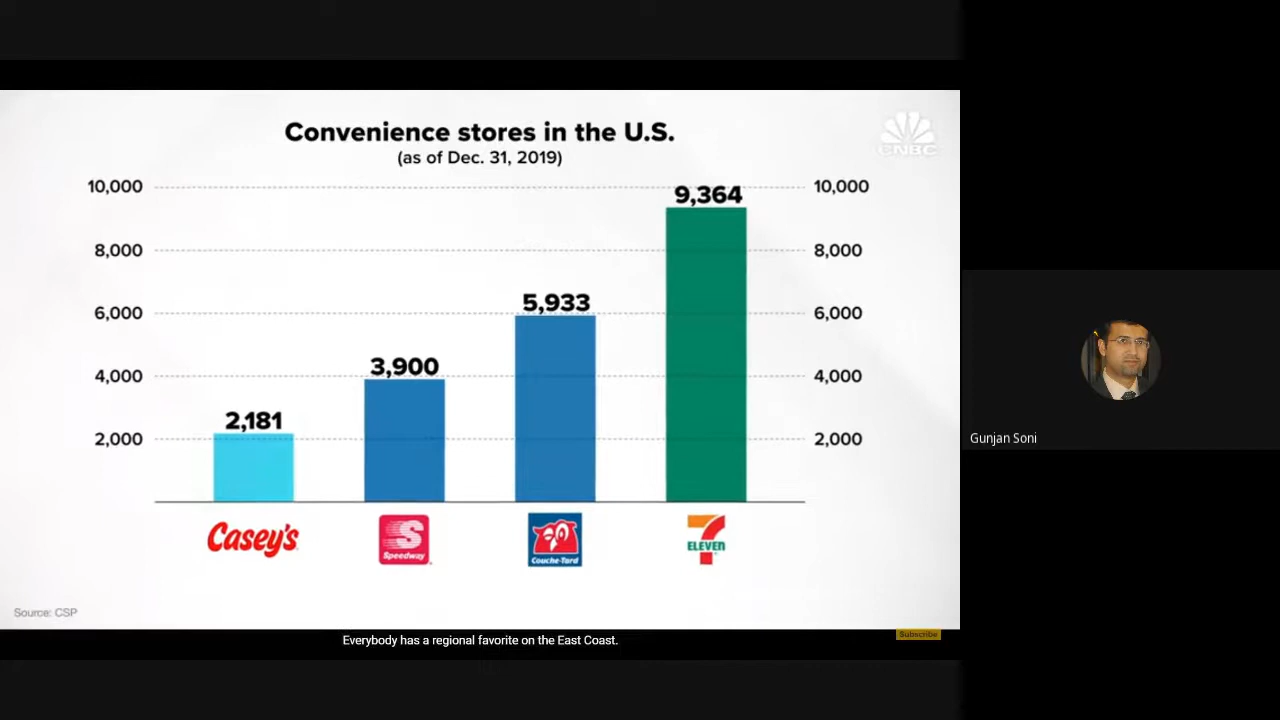 Convenience stores in the U.S.
(as of Dec. 31, 2019)
CNBC
10,000 10,000
9,364
8,000 8,000
5,933
6,000 6,000
3,900
4,000 4,000
2,181
2,000 2,000
Casey's
S
Speedway
Couche-Tard
7
ELEVEN
Source: CSP
Subscribe
Everybody has a regional favorite on the East Coast.
Gunjan Soni